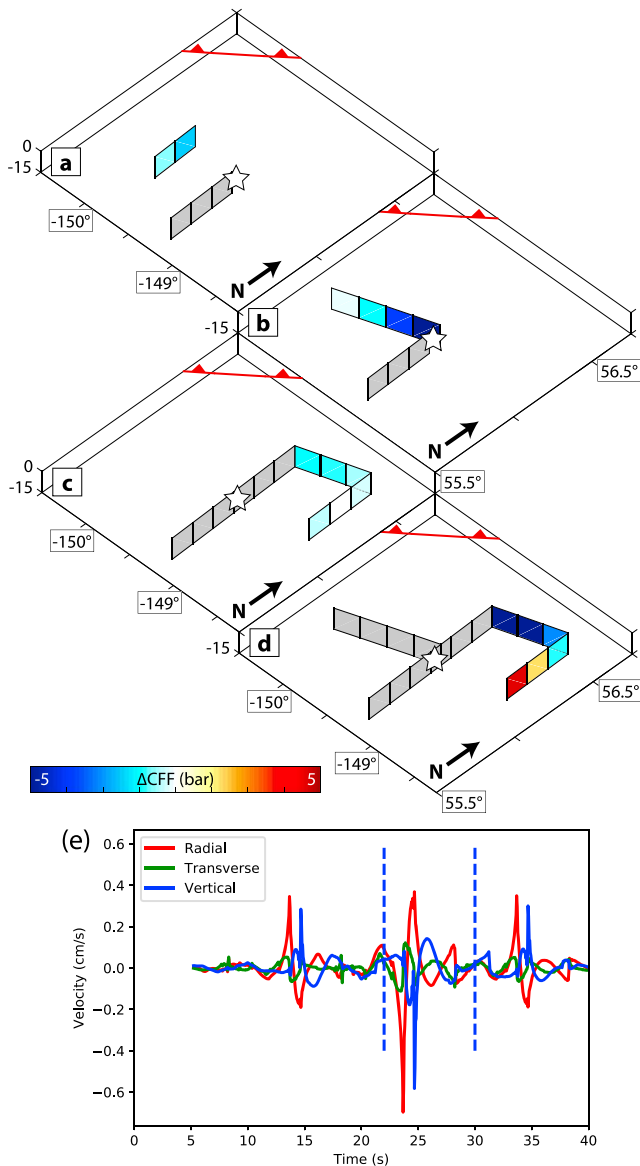 0
-15
a
-150°
-149°
N
-15
b
56.5°
N
55.5°
0
-15
c
-150°
-149°
N
-15
d
56.5°
-150°
-149°
N
55.5°
-5 ΔCFF (bar) 5
(e)
Radial
Transverse
Vertical
Velocity (cm/s)
0.6
0.4
0.2
0.0
−0.2
−0.4
−0.6
0 5 10 15 20 25 30 35 40
Time (s)